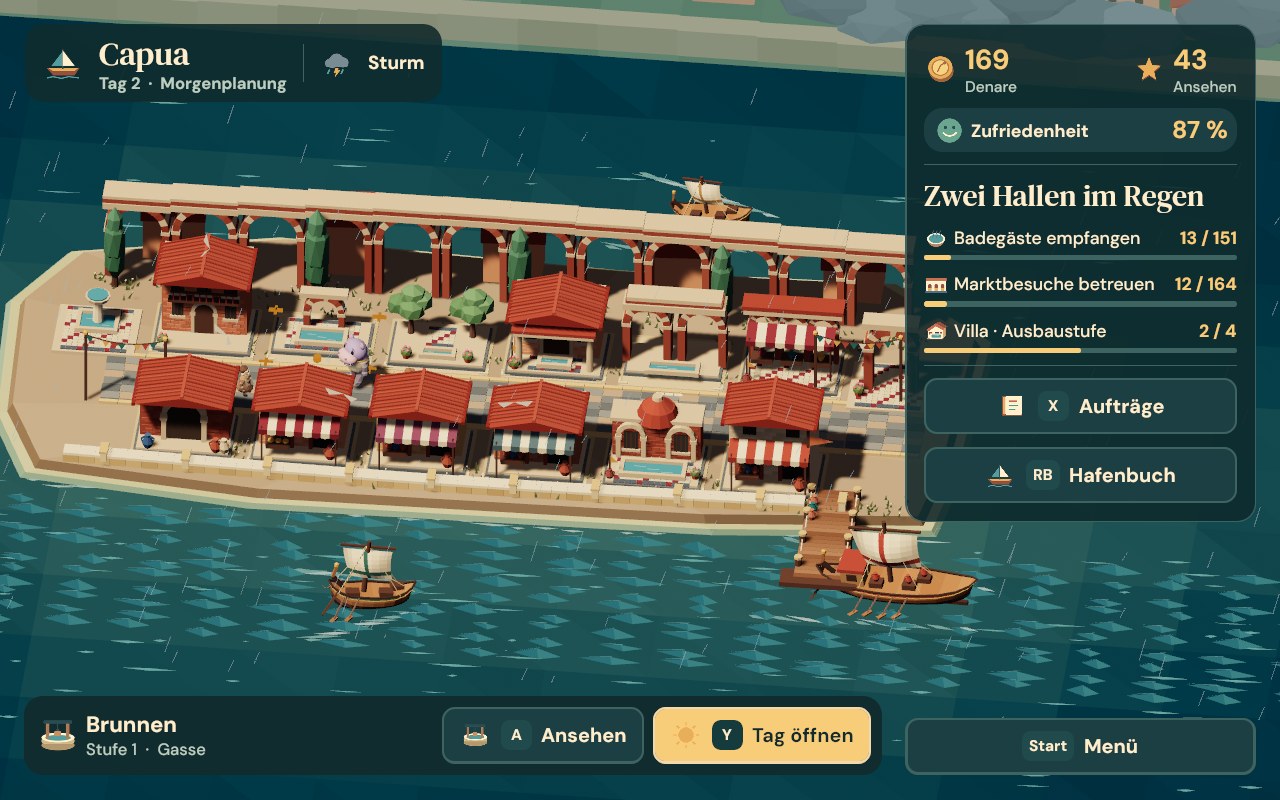 Capua
Tag 2 · Morgenplanung
Sturm
169
Denare
43
Ansehen
Zufriedenheit 87 %
Zwei Hallen im Regen
Badegäste empfangen 13 / 151
Marktbesuche betreuen 12 / 164
Villa · Ausbaustufe 2 / 4
X Aufträge
RB Hafenbuch
Brunnen
Stufe 1 · Gasse
A Ansehen
Y Tag öffnen
Start Menü